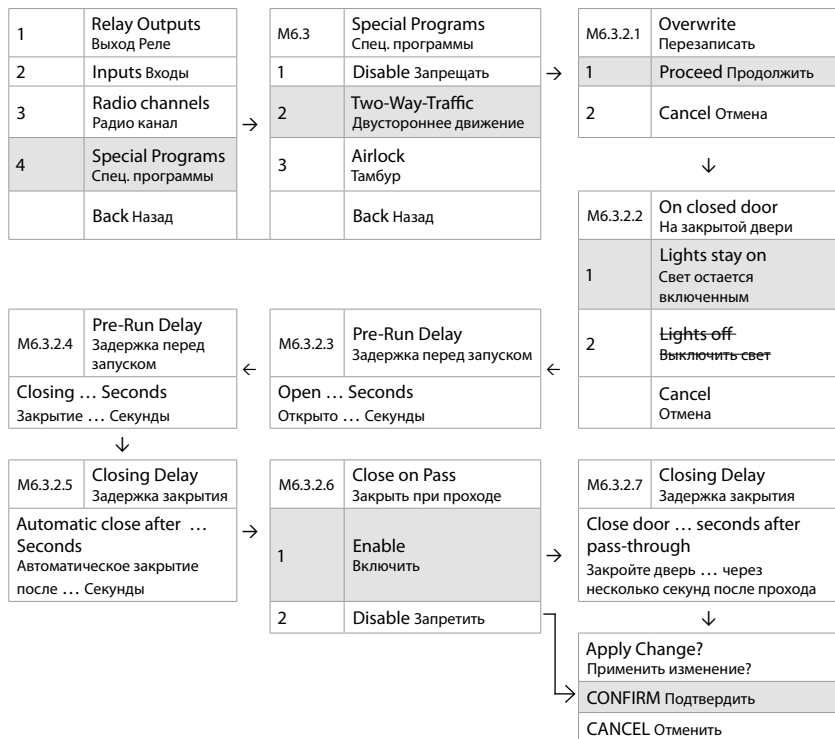 1 Relay Outputs
Выход Реле
2 Inputs Входы
3 Radio channels
Радио канал
4 Special Programs
Спец. программы
Back Назад
→
M6.3 Special Programs
Спец. программы
1 Disable Запрещать
2 Two-Way-Traffic
Двустороннее движение
3 Airlock
Тамбур
Back Назад
→
M6.3.2.1 Overwrite
Перезаписать
1 Proceed Продолжить
2 Cancel Отмена
↓
M6.3.2.2 On closed door
На закрытой двери
1 Lights stay on
Свет остается
включенным
2 Lights off
Выключить свет
Cancel
Отмена
←
M6.3.2.3 Pre-Run Delay
Задержка перед запуском
Open … Seconds
Открыто … Секунды
←
M6.3.2.4 Pre-Run Delay
Задержка перед
запуском
Closing … Seconds
Закрытие … Секунды
↓
M6.3.2.5 Closing Delay
Задержка закрытия
Automatic close after …
Seconds
Автоматическое закрытие
после … Секунды
→
M6.3.2.6 Close on Pass
Закрыть при проходе
1 Enable
Включить
2 Disable Запретить
→
M6.3.2.7 Closing Delay
Задержка закрытия
Close door … seconds after
pass-through
Закройте дверь … через
несколько секунд после прохода
↓
Apply Change?
Применить изменение?
CONFIRM Подтвердить
CANCEL Отменить